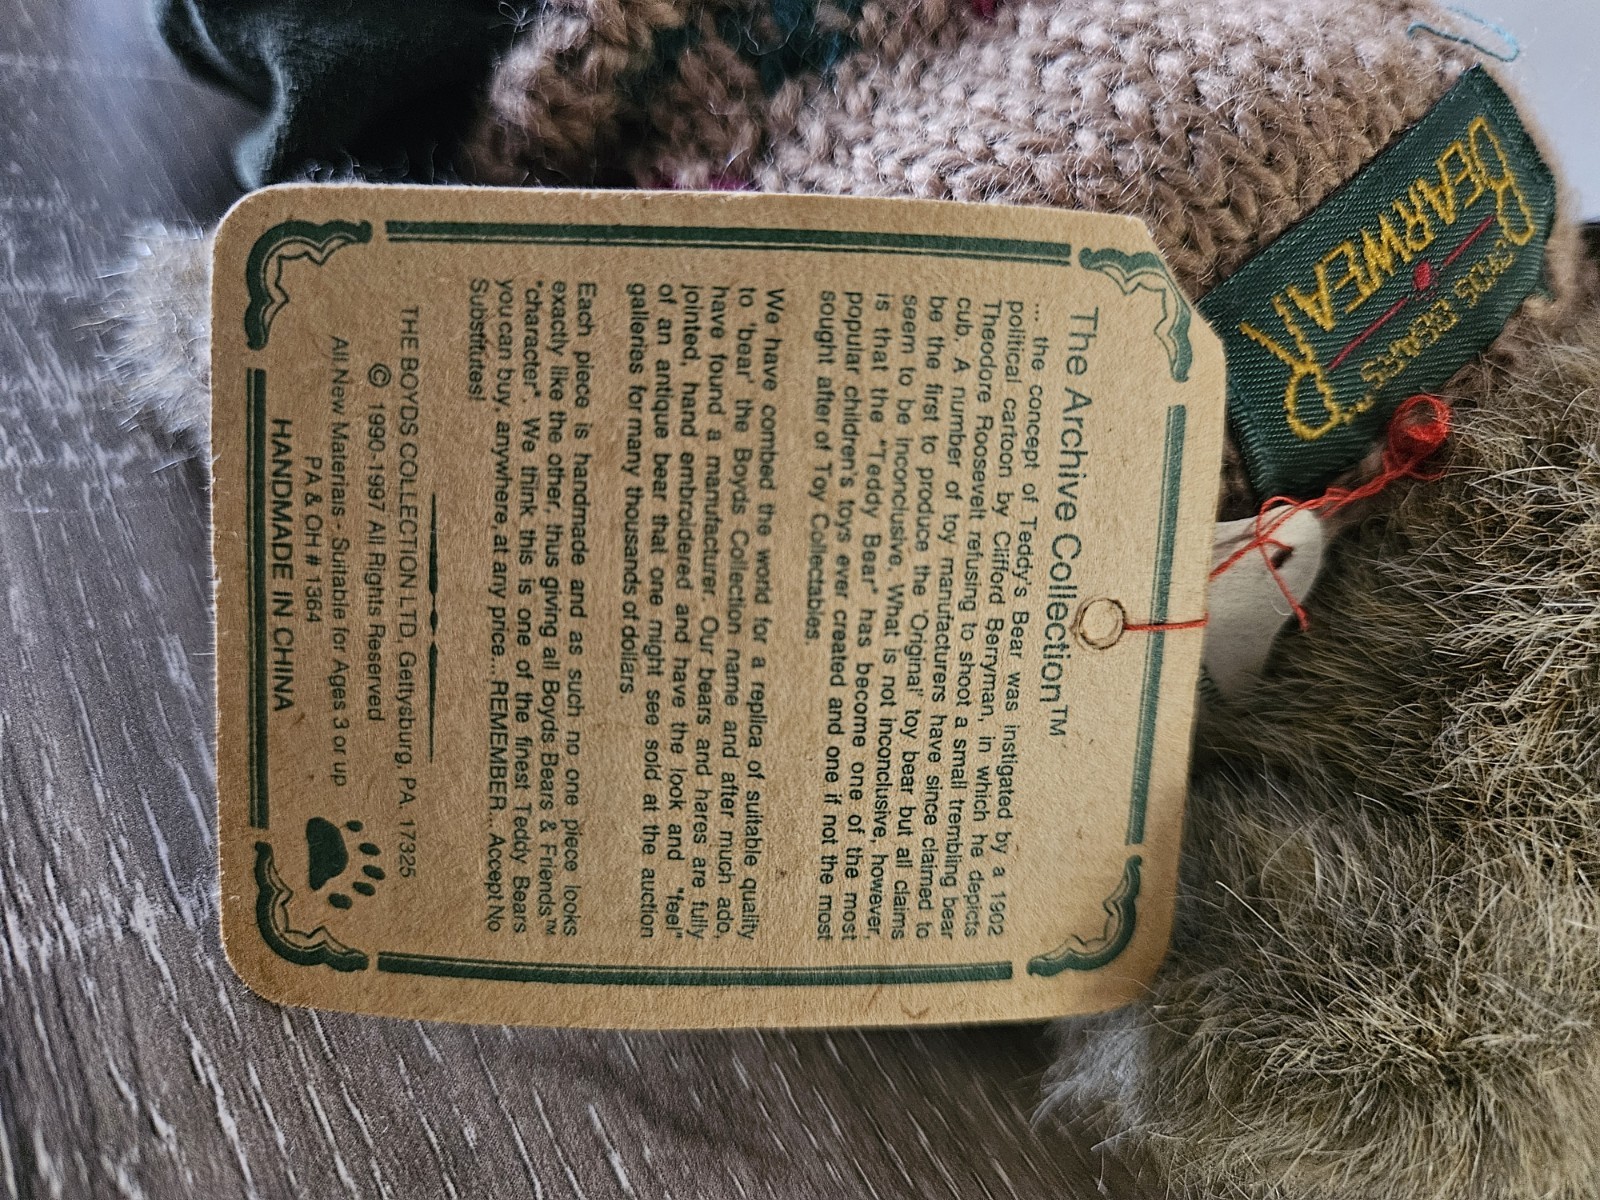 The Archive Collection™
... the concept of Teddy's Bear was instigated by a 1902
political cartoon by Clifford Berryman, in which he depicts
Theodore Roosevelt refusing to shoot a small trembling bear
cub. A number of toy manufacturers have since claimed to
be the first to produce the 'Original' toy bear but all claims
seem to be inconclusive. What is not inconclusive, however,
is that the "Teddy Bear" has become one of the most
popular children's toys ever created and one if not the most
sought after of Toy Collectables.
We have combed the world for a replica of suitable quality
to 'bear' the Boyds Collection name and after much ado,
have found a manufacturer. Our bears and hares are fully
jointed, hand embroidered and have the look and "feel"
of an antique bear that one might see sold at the auction
galleries for many thousands of dollars.
Each piece is handmade and as such no one piece looks
exactly like the other, thus giving all Boyds Bears & Friends™
"character". We think this is one of the finest Teddy Bears
you can buy, anywhere, at any price... REMEMBER... Accept No
Substitutes!
THE BOYDS COLLECTION LTD. Gettysburg, PA. 17325
© 1990-1997 All Rights Reserved
All New Materials - Suitable for Ages 3 or up
PA & OH # 1364
HANDMADE IN CHINA
BOYDS BEARS
BEARWEAR